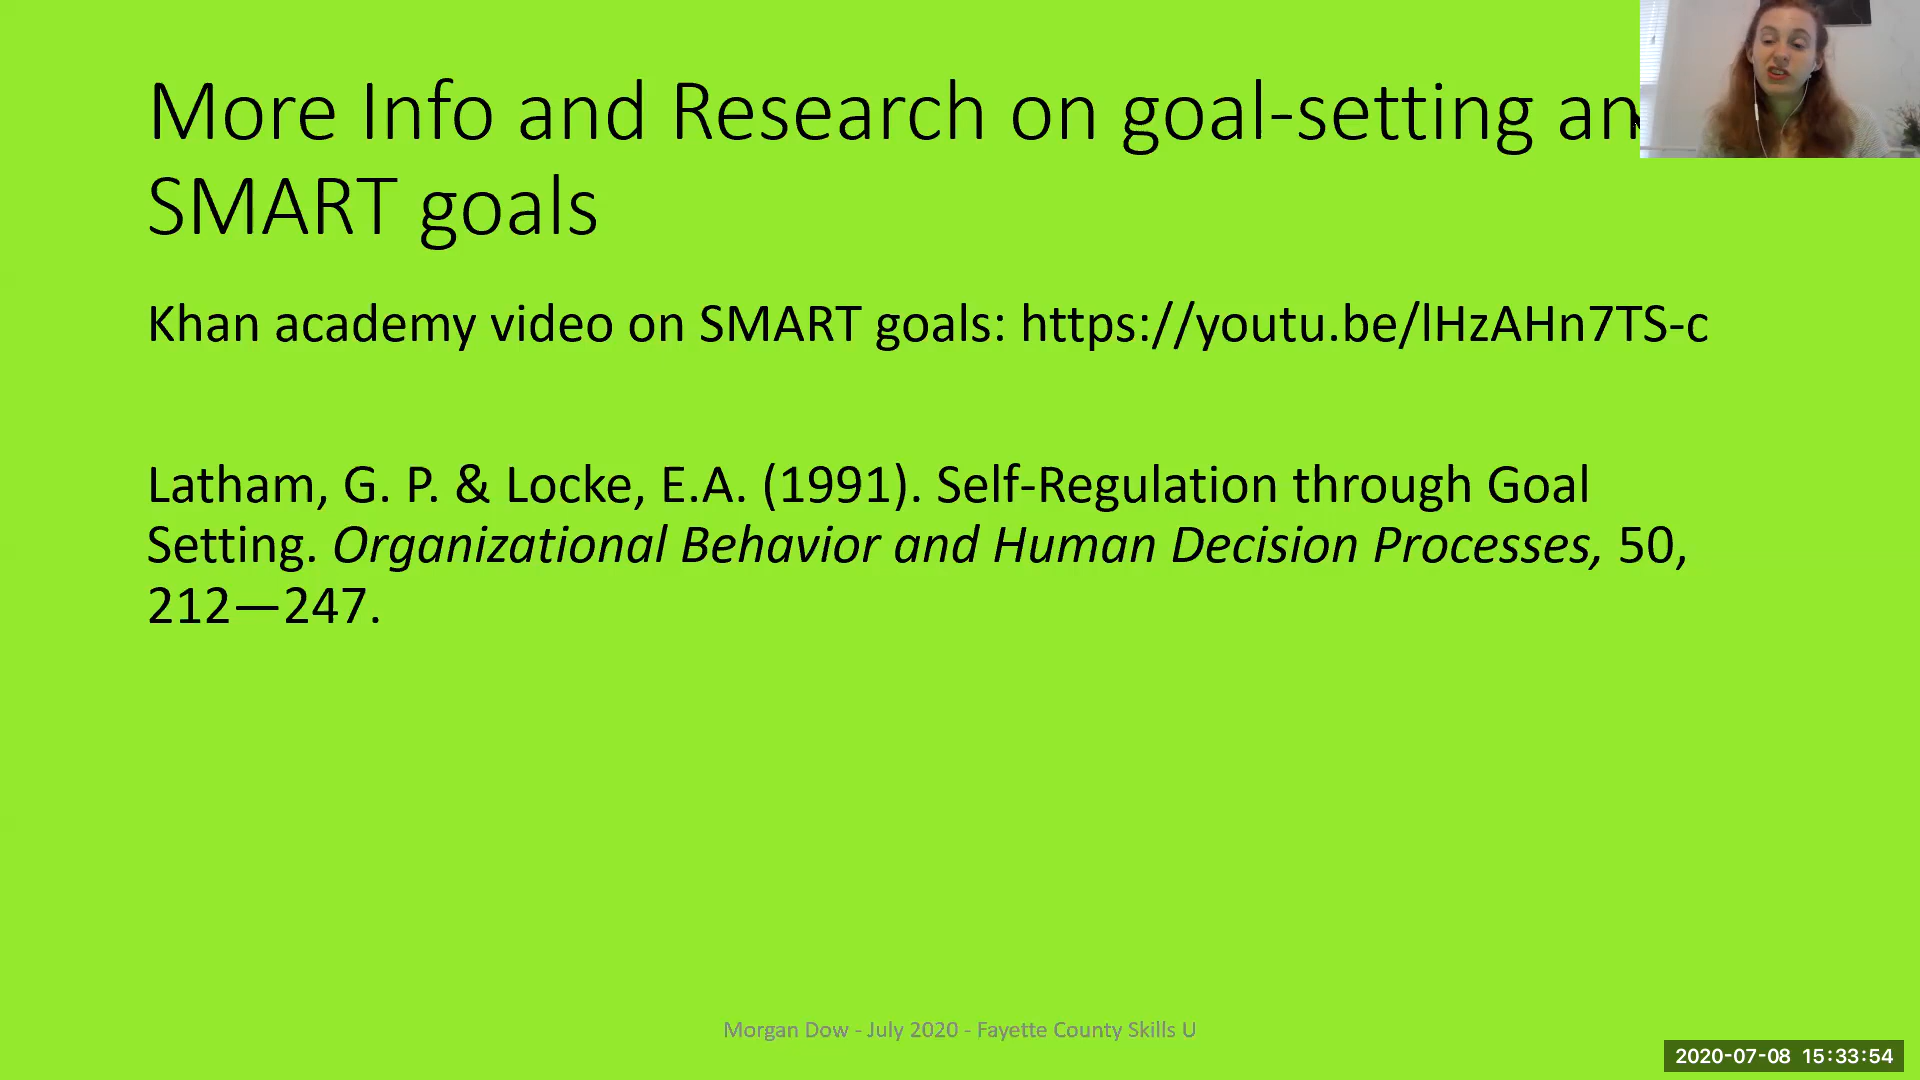 More Info and Research on goal-setting an
SMART goals
Khan academy video on SMART goals: https://youtu.be/lHzAHn7TS-c
Latham, G. P. & Locke, E.A. (1991). Self-Regulation through Goal
Setting. Organizational Behavior and Human Decision Processes, 50,
212—247.
Morgan Dow - July 2020 - Fayette County Skills U
2020-07-08 15:33:54